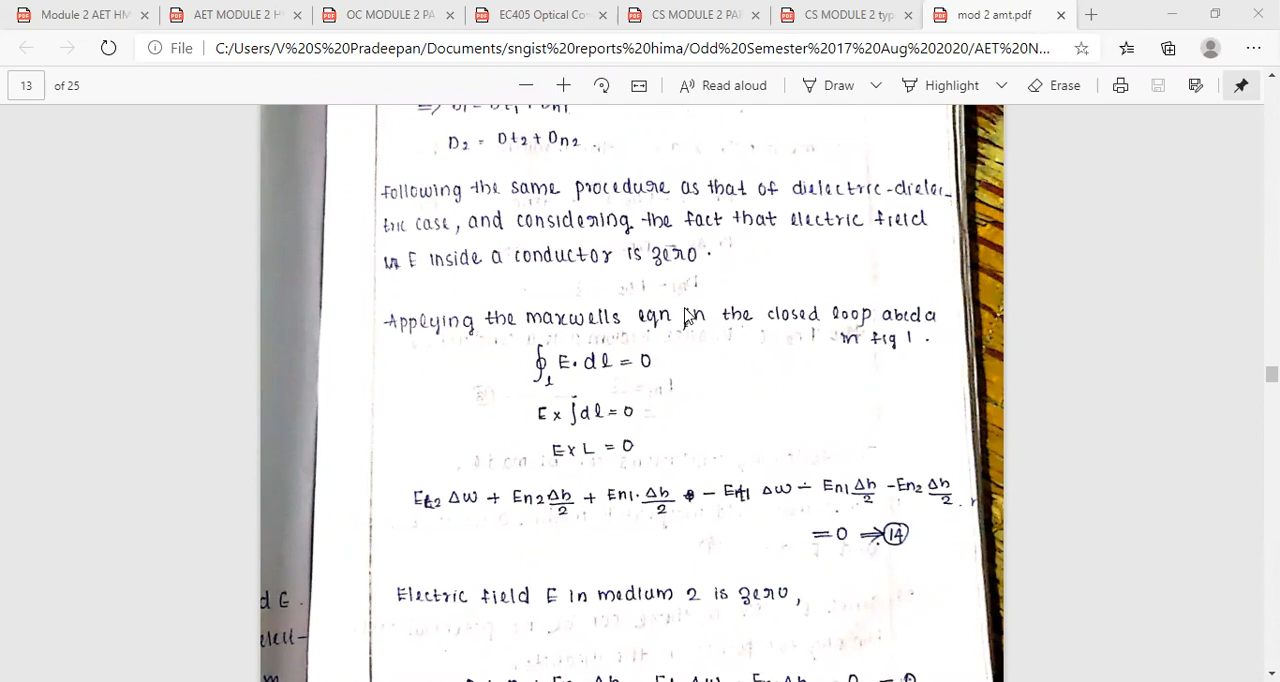 Module 2 AET HM
AET MODULE 2 H
OC MODULE 2 PA
EC405 Optical Co
CS MODULE 2 PA
CS MODULE 2 typ
mod 2 amt.pdf
File
C:/Users/V%20S%20Pradeepan/Documents/sngist%20reports%20hima/Odd%20Semester%2017%20Aug%202020/AET%20N...
13 of 25
Read aloud
Draw
Highlight
Erase
D2 = Dt2 + Dn2 .
Following the same procedure as that of dielectric-dielec-
tric case, and considering the fact that electric field
E inside a conductor is zero .
Applying the maxwells eqn in the closed loop abcda
in fig 1 .
∮l E. dl = 0
E x ∫dl = 0
E x L = 0
Et2 Δw + En2 Δh/2 + En1. Δh/2 - Et1 Δw - En1 Δh/2 - En2 Δh/2
= 0 → 14
Electric field E in medium 2 is zero,
d E .
elect-
m